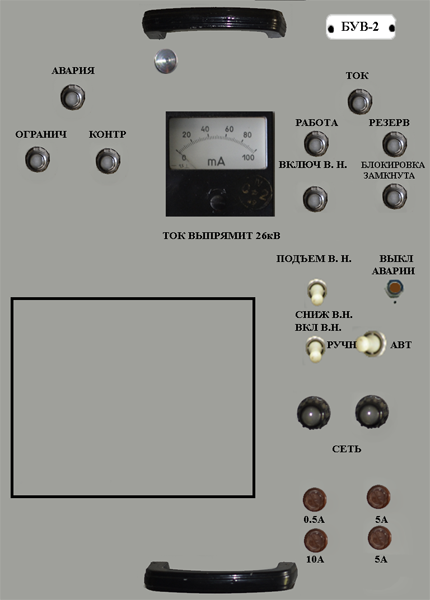 БУВ-2
АВАРИЯ
ТОК
ОГРАНИЧ КОНТР
РАБОТА РЕЗЕРВ
20 40 60 80
0 100
mA
ВКЛЮЧ В. Н.
БЛОКИРОВКА
ЗАМКНУТА
ТОК ВЫПРЯМИТ 26кВ
ПОДЪЕМ В. Н.
ВЫКЛ
АВАРИИ
СНИЖ В.Н.
ВКЛ В.Н.
РУЧН АВТ
СЕТЬ
0.5А 5А
10А 5А